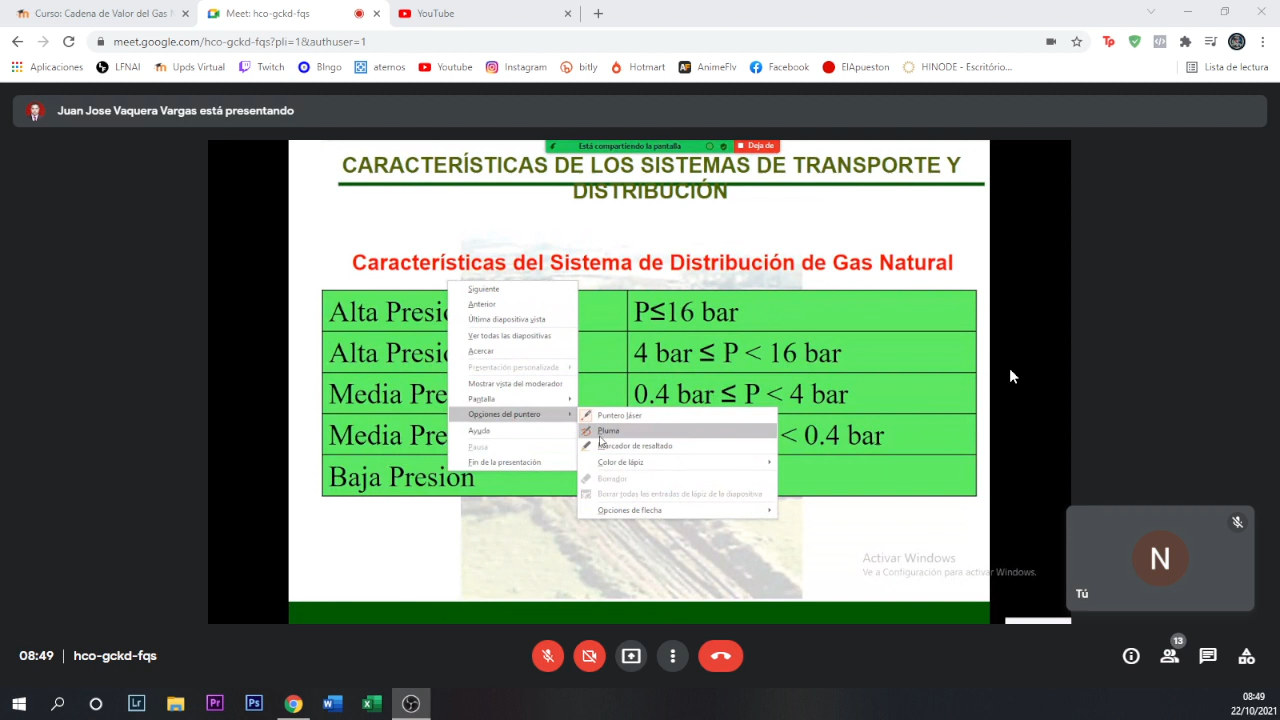 Curso: Cadena de Valor del Gas
Meet: hco-gckd-fqs
YouTube
meet.google.com/hco-gckd-fqs?pli=1&authuser=1
Aplicaciones
LFNAI
Upds Virtual
Twitch
BIngo
aternos
Youtube
Instagram
bitly
Hotmart
AnimeFlv
Facebook
ElApueston
HINODE - Escritório...
Lista de lectura
Juan Jose Vaquera Vargas está presentando
Está compartiendo la pantalla
Deja de
CARACTERÍSTICAS DE LOS SISTEMAS DE TRANSPORTE Y
DISTRIBUCIÓN
Características del Sistema de Distribución de Gas Natural
Alta Presio
P≤16 bar
Alta Presio
4 bar ≤ P < 16 bar
Media Pre
0.4 bar ≤ P < 4 bar
Media Pre
< 0.4 bar
Baja Presion
Siguiente
Anterior
Última diapositiva vista
Ver todas las diapositivas
Acercar
Presentación personalizada
Mostrar vista del moderador
Pantalla
Opciones del puntero
Ayuda
Pausa
Fin de la presentación
Puntero láser
Pluma
Marcador de resaltado
Color de lápiz
Borrador
Borrar todas las entradas de lápiz de la diapositiva
Opciones de flecha
Activar Windows
Ve a Configuración para activar Windows.
N
Tú
08:49 | hco-gckd-fqs
13
08:49
22/10/2021